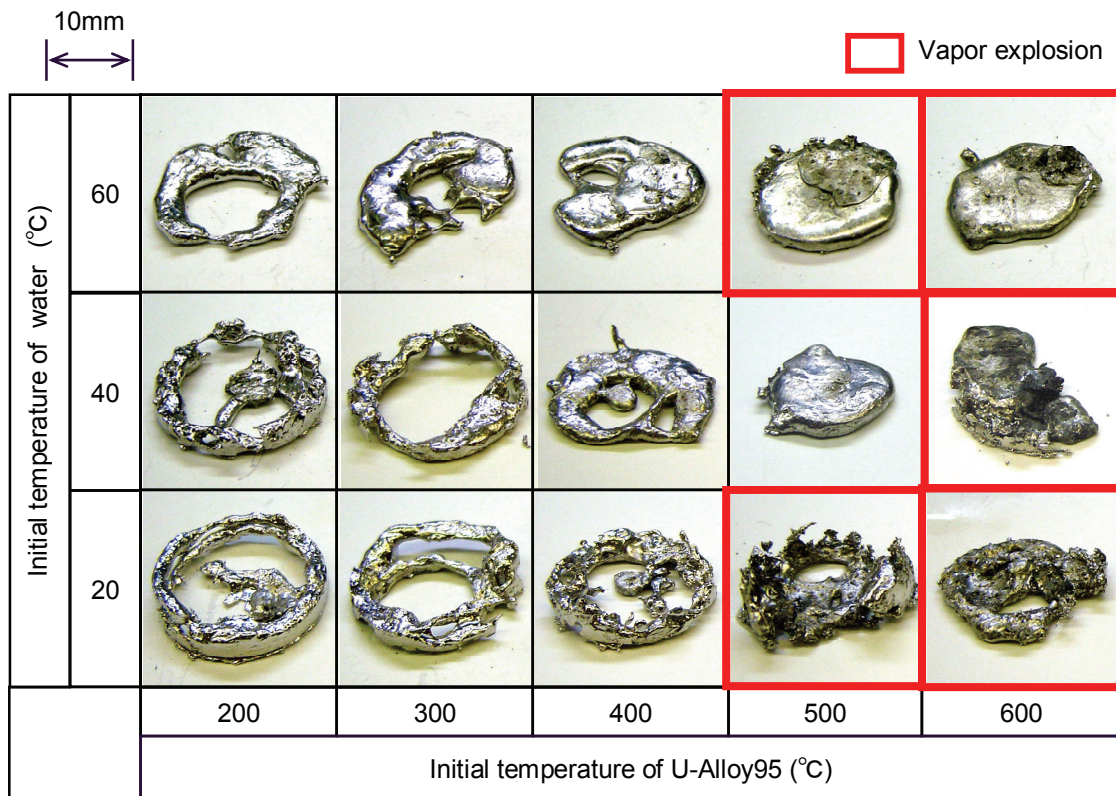 10mm
Vapor explosion
Initial temperature of water (℃)
60
40
20
200 300 400 500 600
Initial temperature of U-Alloy95 (℃)